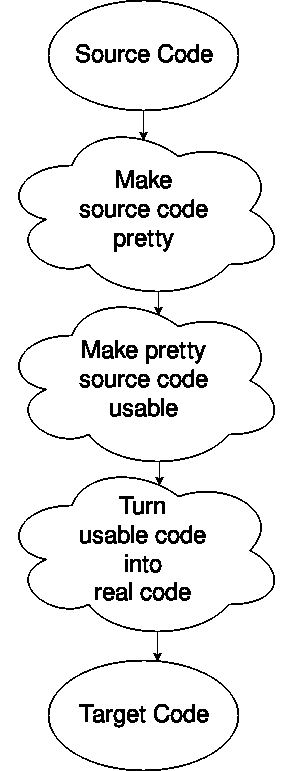 Source Code
Make
source code
pretty
Make pretty
source code
usable
Turn
usable code
into
real code
Target Code